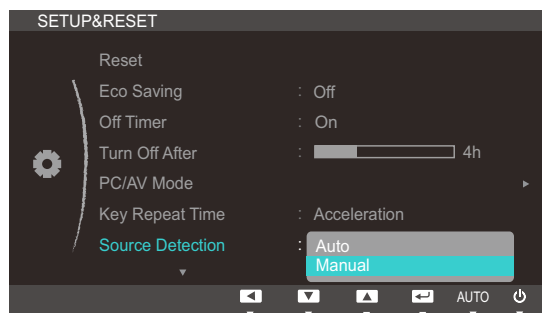 SETUP&RESET
Reset
Eco Saving : Off
Off Timer : On
Turn Off After : 4h
PC/AV Mode
Key Repeat Time : Acceleration
Source Detection : Auto
Manual
AUTO